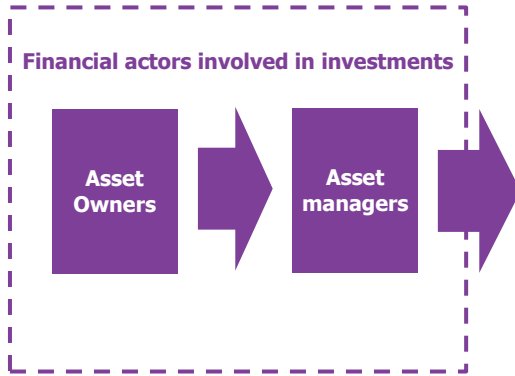 Financial actors involved in investments
Asset
Owners
Asset
managers